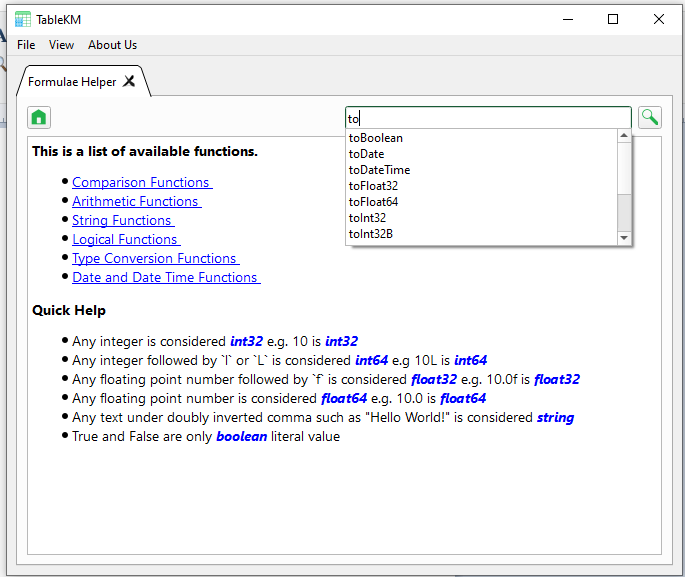 TableKM
File View About Us
Formulae Helper
to
toBoolean
toDate
toDateTime
toFloat32
toFloat64
toInt32
toInt32B
This is a list of available functions.
Comparison Functions
Arithmetic Functions
String Functions
Logical Functions
Type Conversion Functions
Date and Date Time Functions
Quick Help
Any integer is considered int32 e.g. 10 is int32
Any integer followed by `l` or `L` is considered int64 e.g 10L is int64
Any floating point number followed by `f` is considered float32 e.g. 10.0f is float32
Any floating point number is considered float64 e.g. 10.0 is float64
Any text under doubly inverted comma such as "Hello World!" is considered string
True and False are only boolean literal value